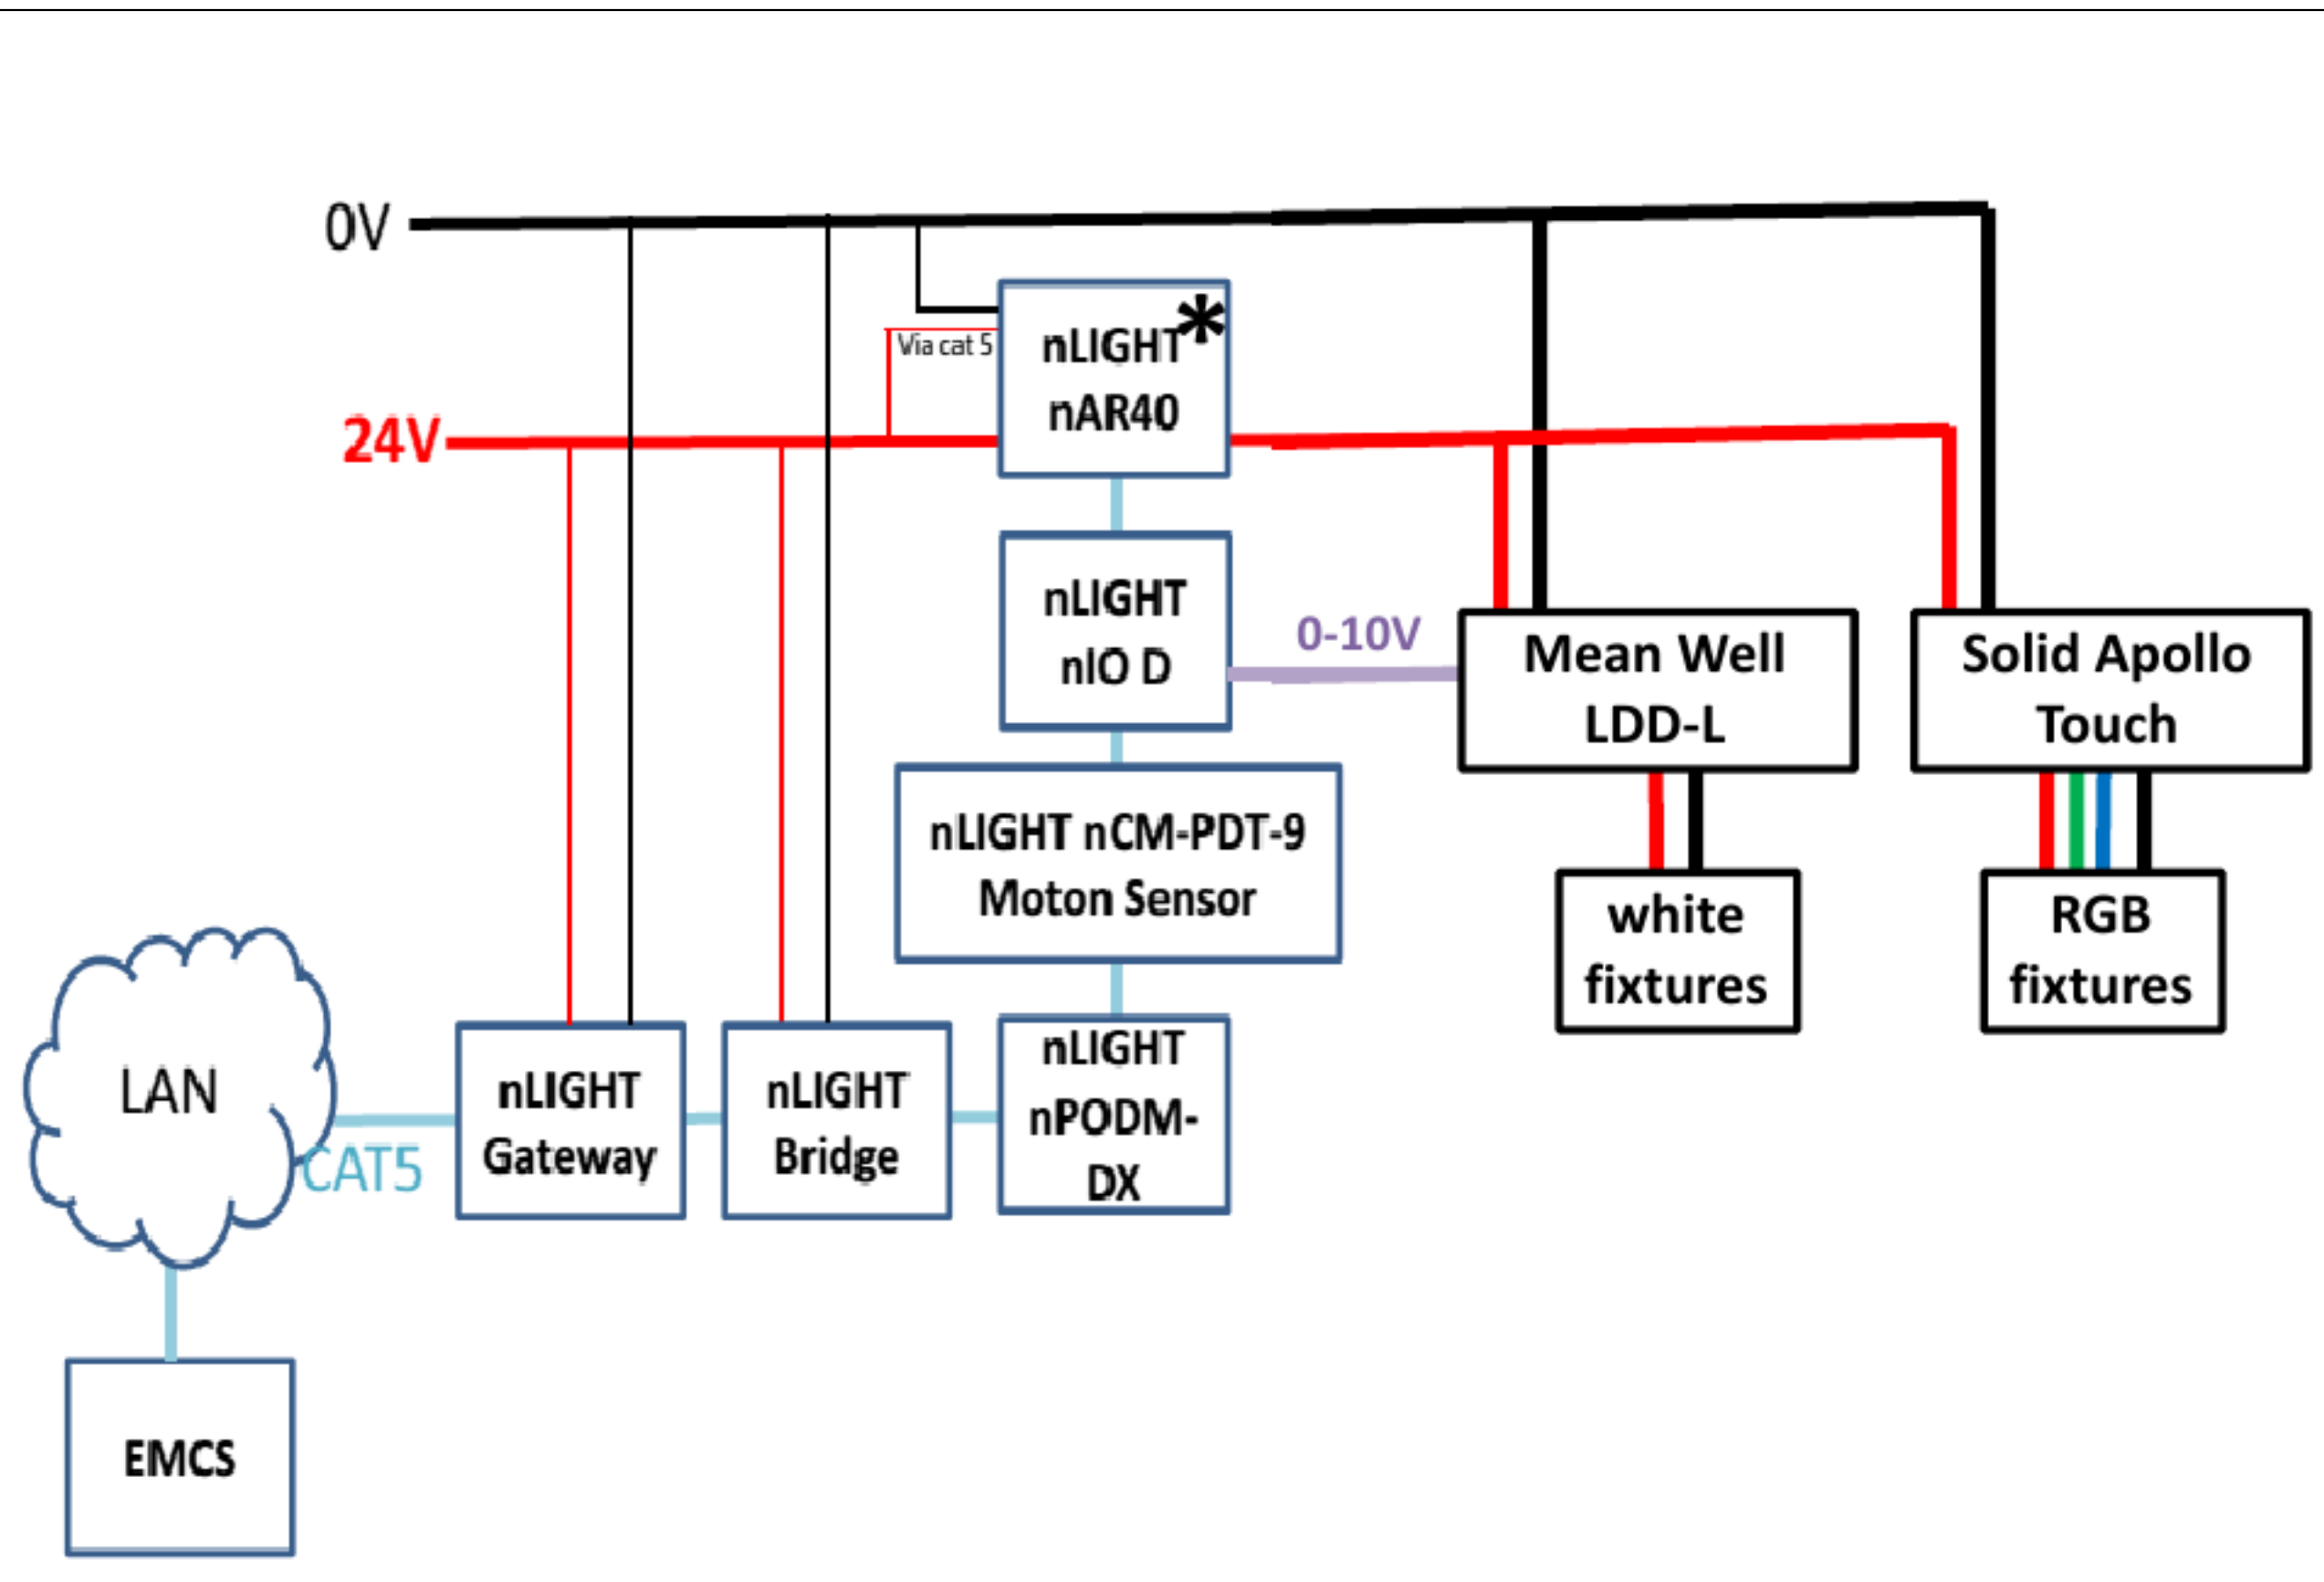 0V
nLIGHT*
nAR40
Via cat 5
24V
nLIGHT
nIO D
0-10V
Mean Well
LDD-L
Solid Apollo
Touch
nLIGHT nCM-PDT-9
Moton Sensor
white
fixtures
RGB
fixtures
LAN
CAT5
nLIGHT
Gateway
nLIGHT
Bridge
nLIGHT
nPODM-
DX
EMCS